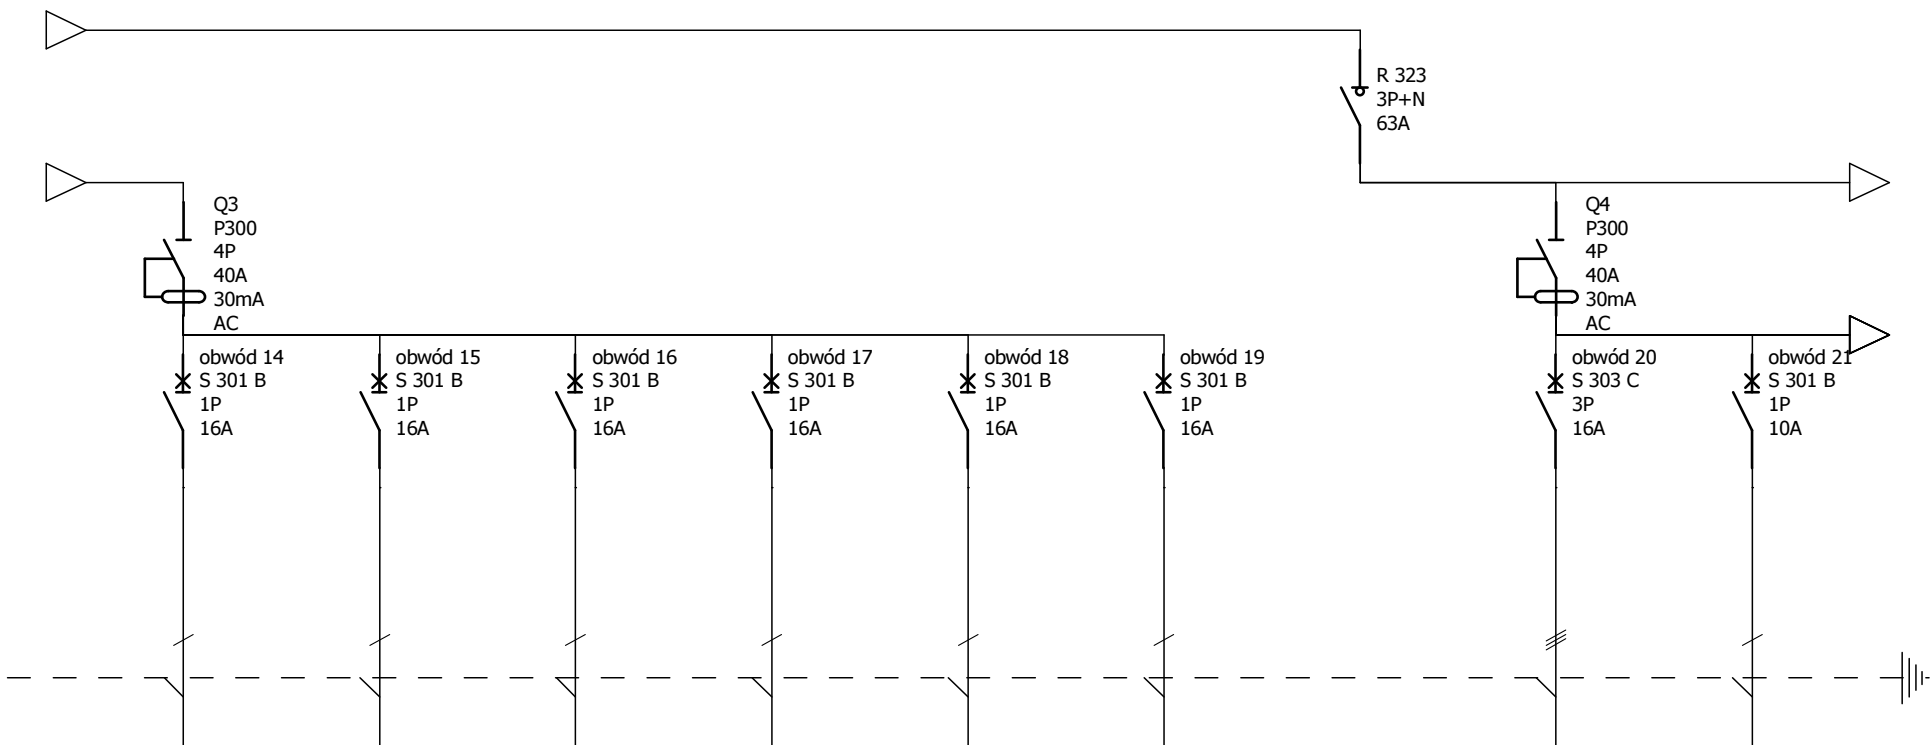 R 323
3P+N
63A
Q3
P300
4P
40A
30mA
AC
Q4
P300
4P
40A
30mA
AC
obwód 14
S 301 B
1P
16A
obwód 15
S 301 B
1P
16A
obwód 16
S 301 B
1P
16A
obwód 17
S 301 B
1P
16A
obwód 18
S 301 B
1P
16A
obwód 19
S 301 B
1P
16A
obwód 20
S 303 C
3P
16A
obwód 21
S 301 B
1P
10A